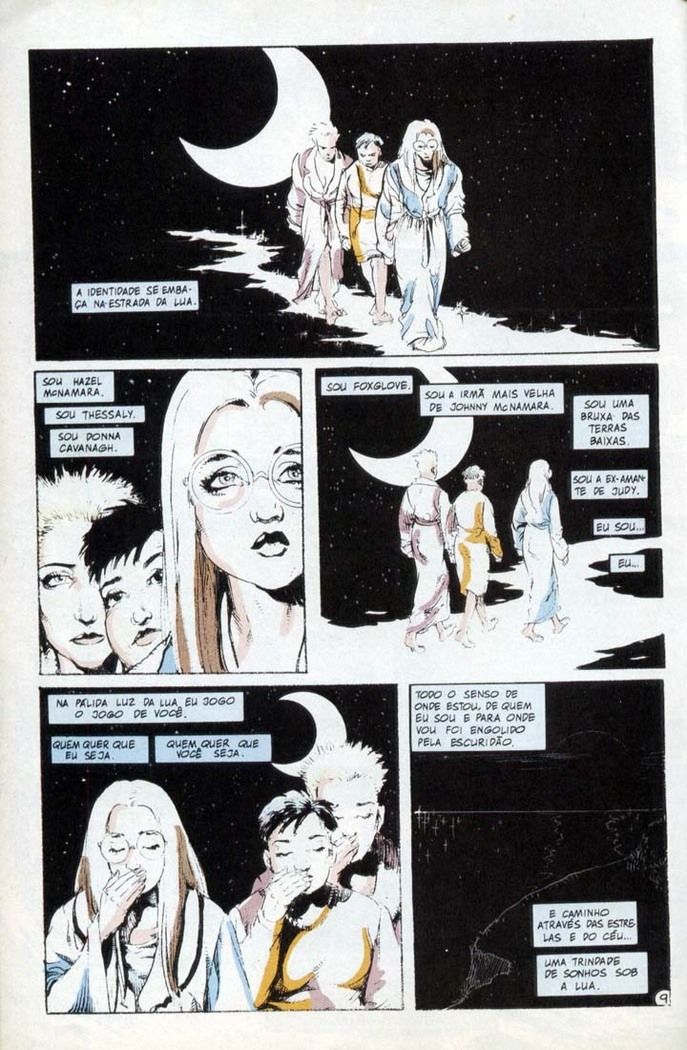 A IDENTIDADE SE EMBA-
ÇA NA ESTRADA DA LUA.
SOU HAZEL
MCNAMARA.
SOU THESSALY.
SOU DONNA
CAVANAGH.
SOU FOXGLOVE.
SOU A IRMÃ MAIS VELHA
DE JOHNNY MCNAMARA.
SOU UMA
BRUXA DAS
TERRAS
BAIXAS.
SOU A EX-AMAN-
TE DE JUDY.
EU SOU...
EU...
NA PÁLIDA LUZ DA LUA EU JOGO
O JOGO DE VOCÊ.
QUEM QUER QUE
EU SEJA.
QUEM QUER QUE
VOCÊ SEJA.
TODO O SENSO DE
ONDE ESTOU, DE QUEM
EU SOU E PARA ONDE
VOU FOI ENGOLIDO
PELA ESCURIDÃO.
E CAMINHO
ATRAVÉS DAS ESTRE-
LAS E DO CÉU...
UMA TRINDADE
DE SONHOS SOB
A LUA.
9